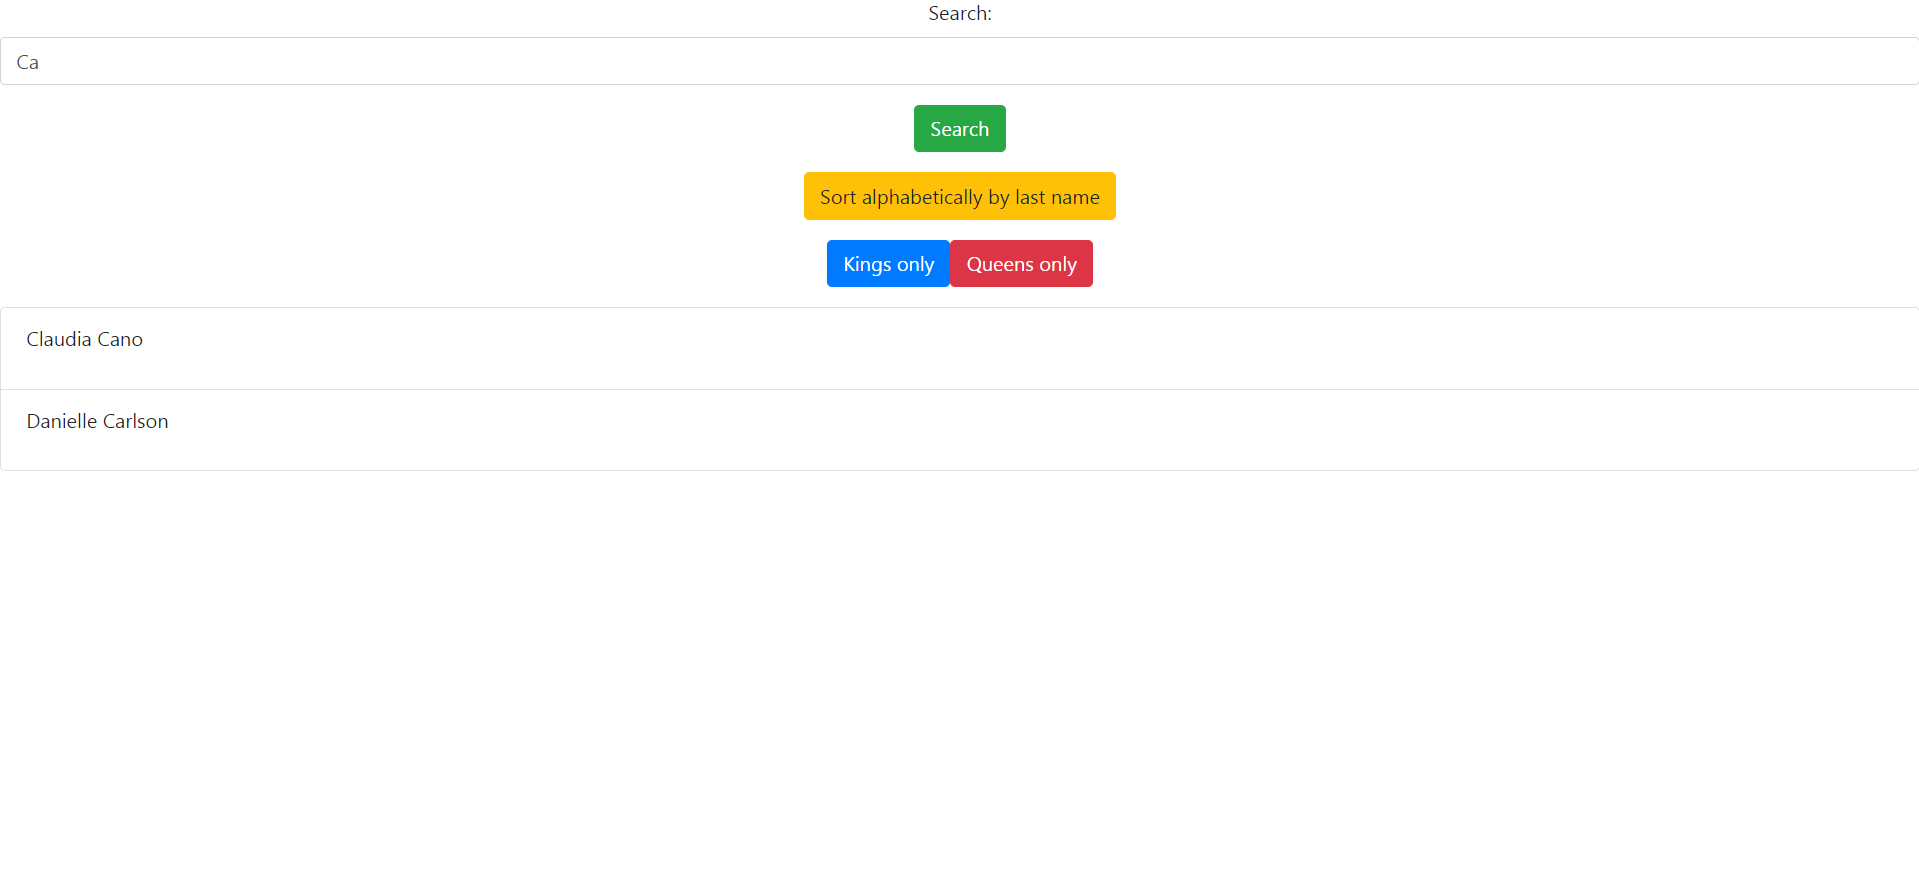 Search:
Ca
Search
Sort alphabetically by last name
Kings only Queens only
Claudia Cano
Danielle Carlson